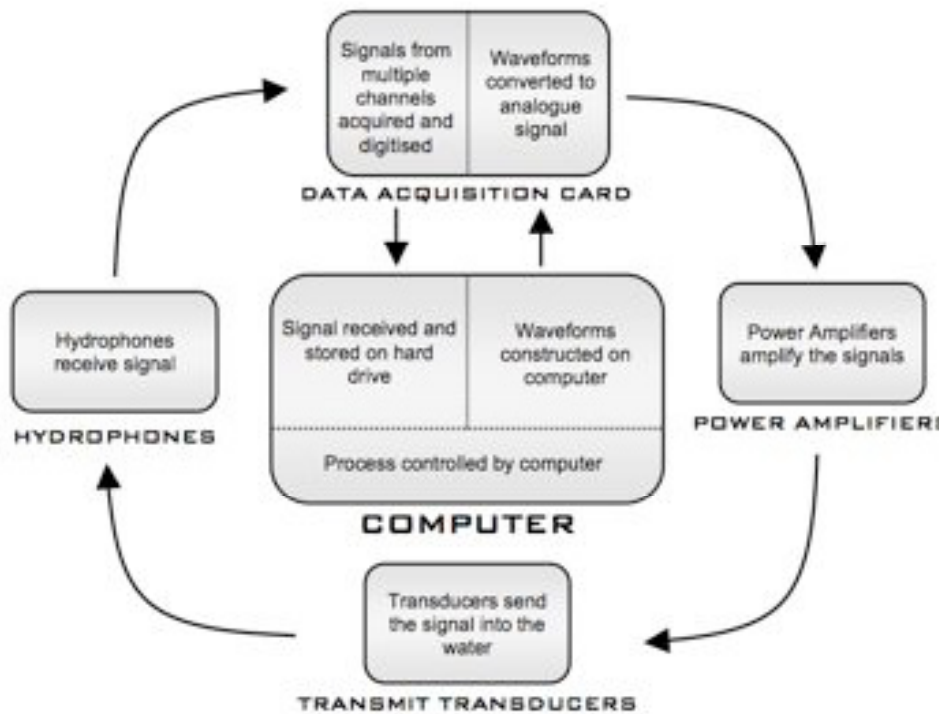 Signals from
multiple
channels
acquired and
digitised
Waveforms
converted to
analogue
signal
DATA ACQUISITION CARD
Hydrophones
receive signal
HYDROPHONES
Signal received and
stored on hard
drive
Waveforms
constructed on
computer
Process controlled by computer
COMPUTER
Power Amplifiers
amplify the signals
POWER AMPLIFIERS
Transducers send
the signal into the
water
TRANSMIT TRANSDUCERS